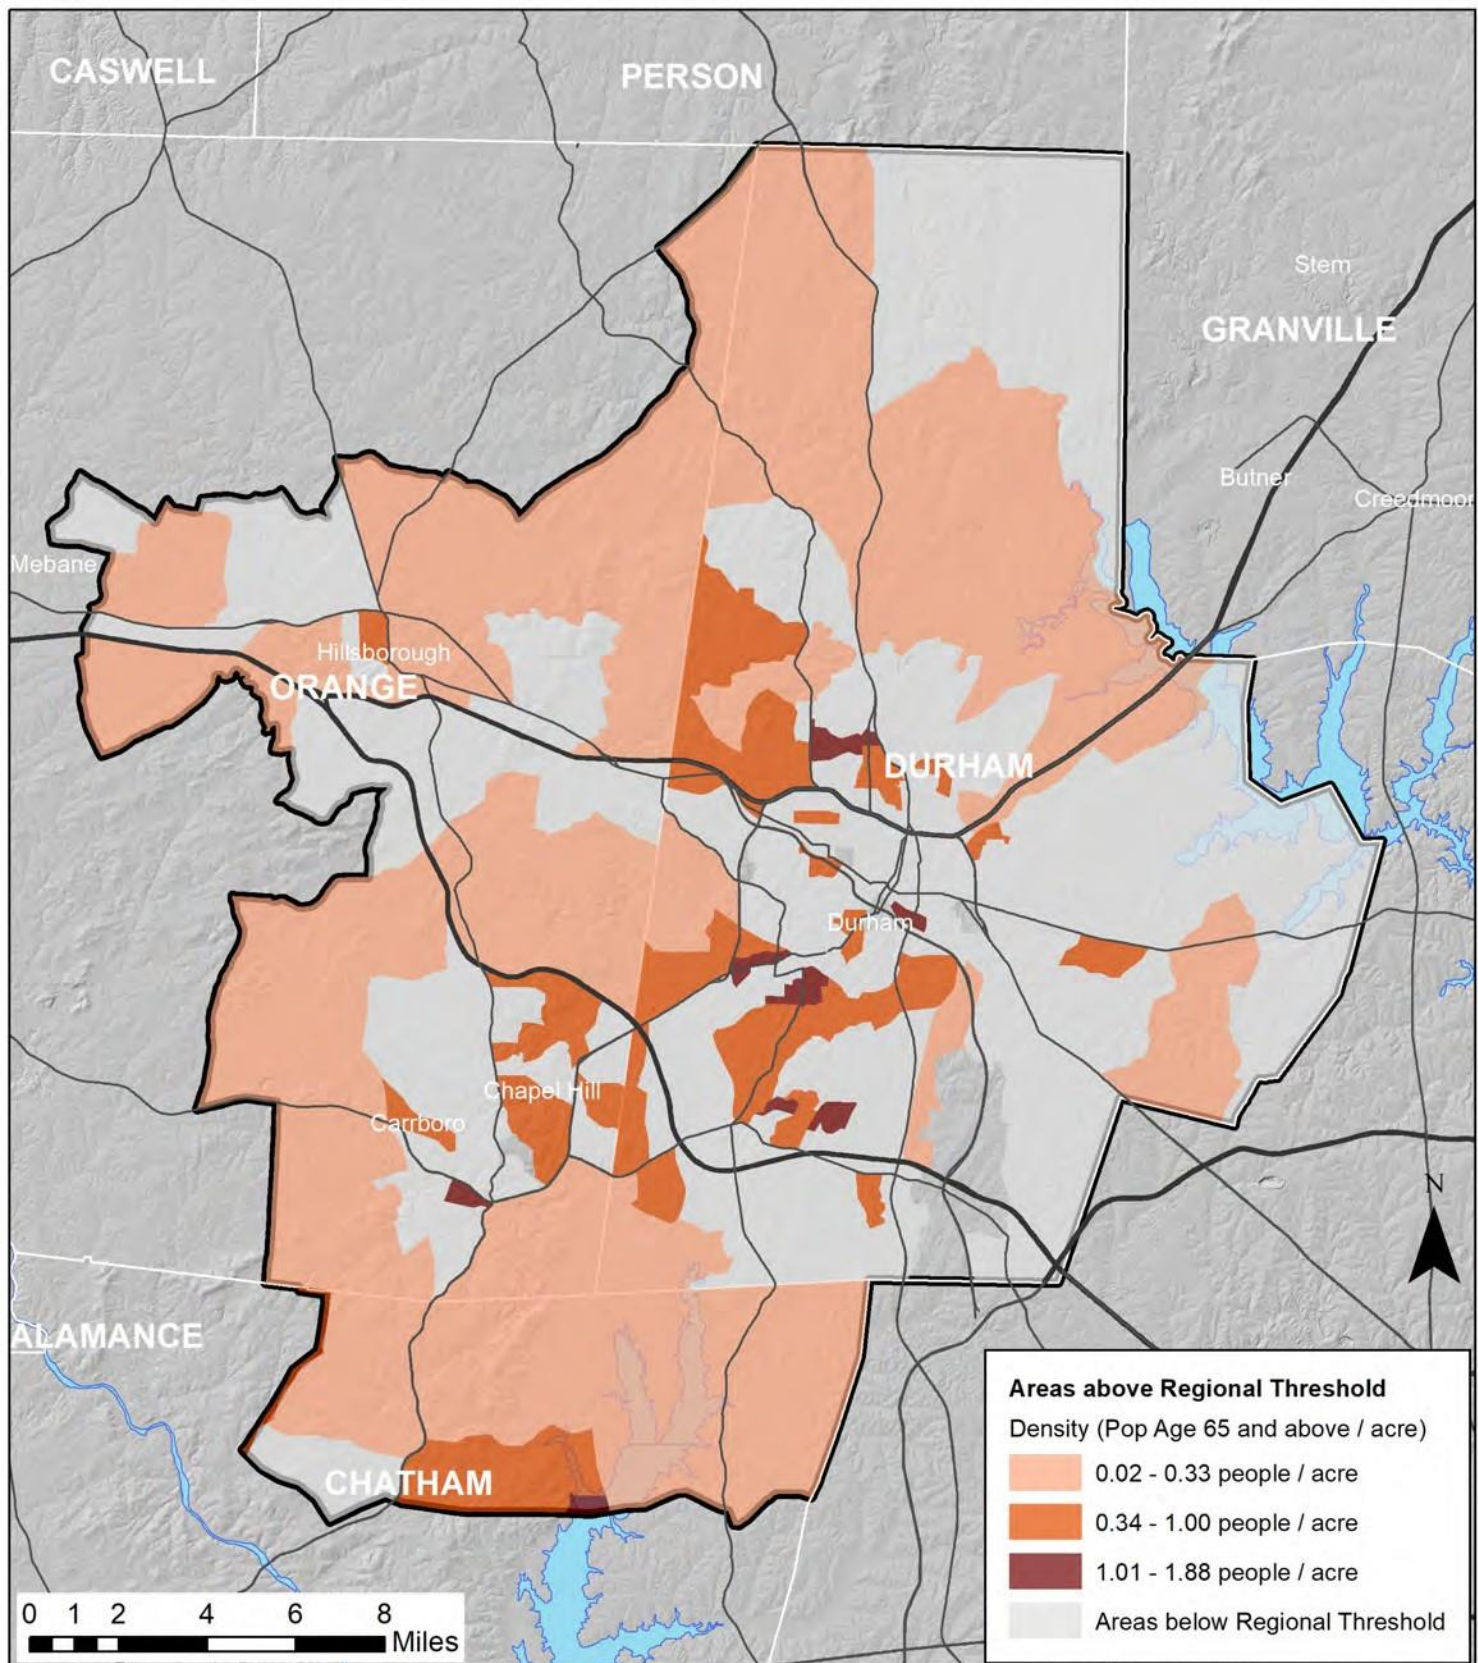 CASWELL
PERSON
Stem
GRANVILLE
Butner
Creedmoor
Mebane
Hillsborough
ORANGE
DURHAM
Durham
Chapel Hill
Carrboro
N
ALAMANCE
CHATHAM
Areas above Regional Threshold
Density (Pop Age 65 and above / acre)
0.02 - 0.33 people / acre
0.34 - 1.00 people / acre
1.01 - 1.88 people / acre
Areas below Regional Threshold
0 1 2 4 6 8
Miles